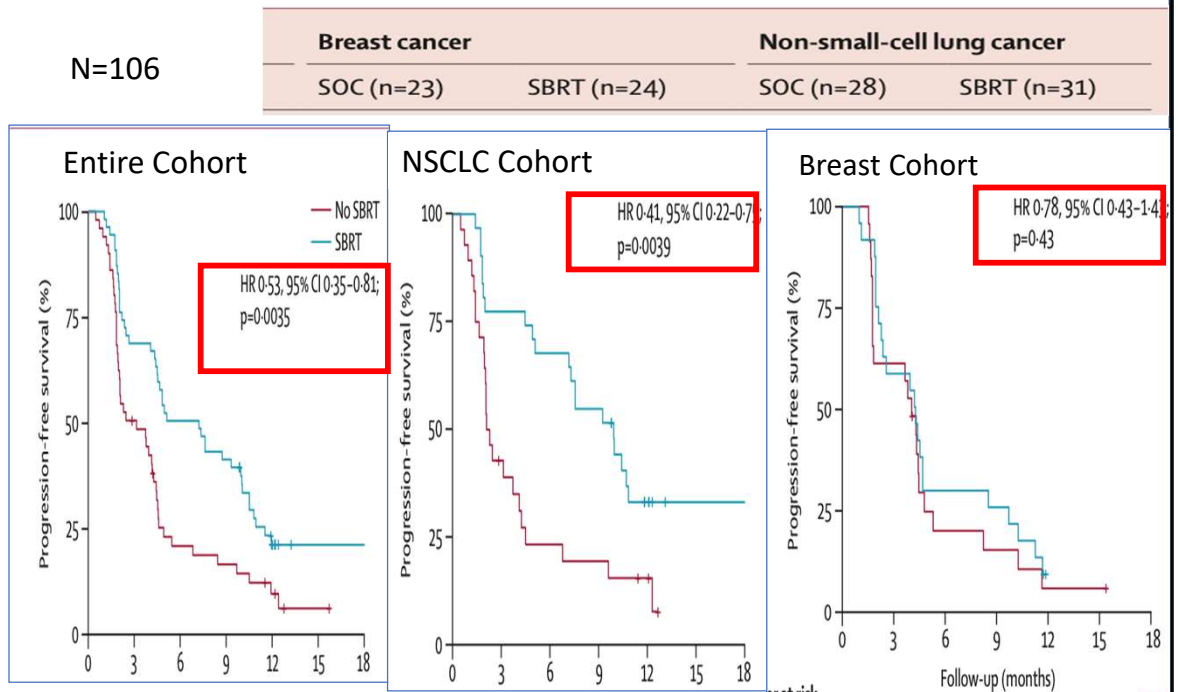 N=106
Breast cancer
Non-small-cell lung cancer
SOC (n=23)
SBRT (n=24)
SOC (n=28)
SBRT (n=31)
Entire Cohort
No SBRT
SBRT
HR 0·53, 95% CI 0·35–0·81;
p=0·0035
Progression-free survival (%)
100
75
50
25
0
0 3 6 9 12 15 18
NSCLC Cohort
HR 0·41, 95% CI 0·22–0·7
p=0·0039
Progression-free survival (%)
100
75
50
25
0
0 3 6 9 12 15 18
Breast Cohort
HR 0·78, 95% CI 0·43–1·4
p=0·43
Progression-free survival (%)
100
75
50
25
0
0 3 6 9 12 15 18
Follow-up (months)